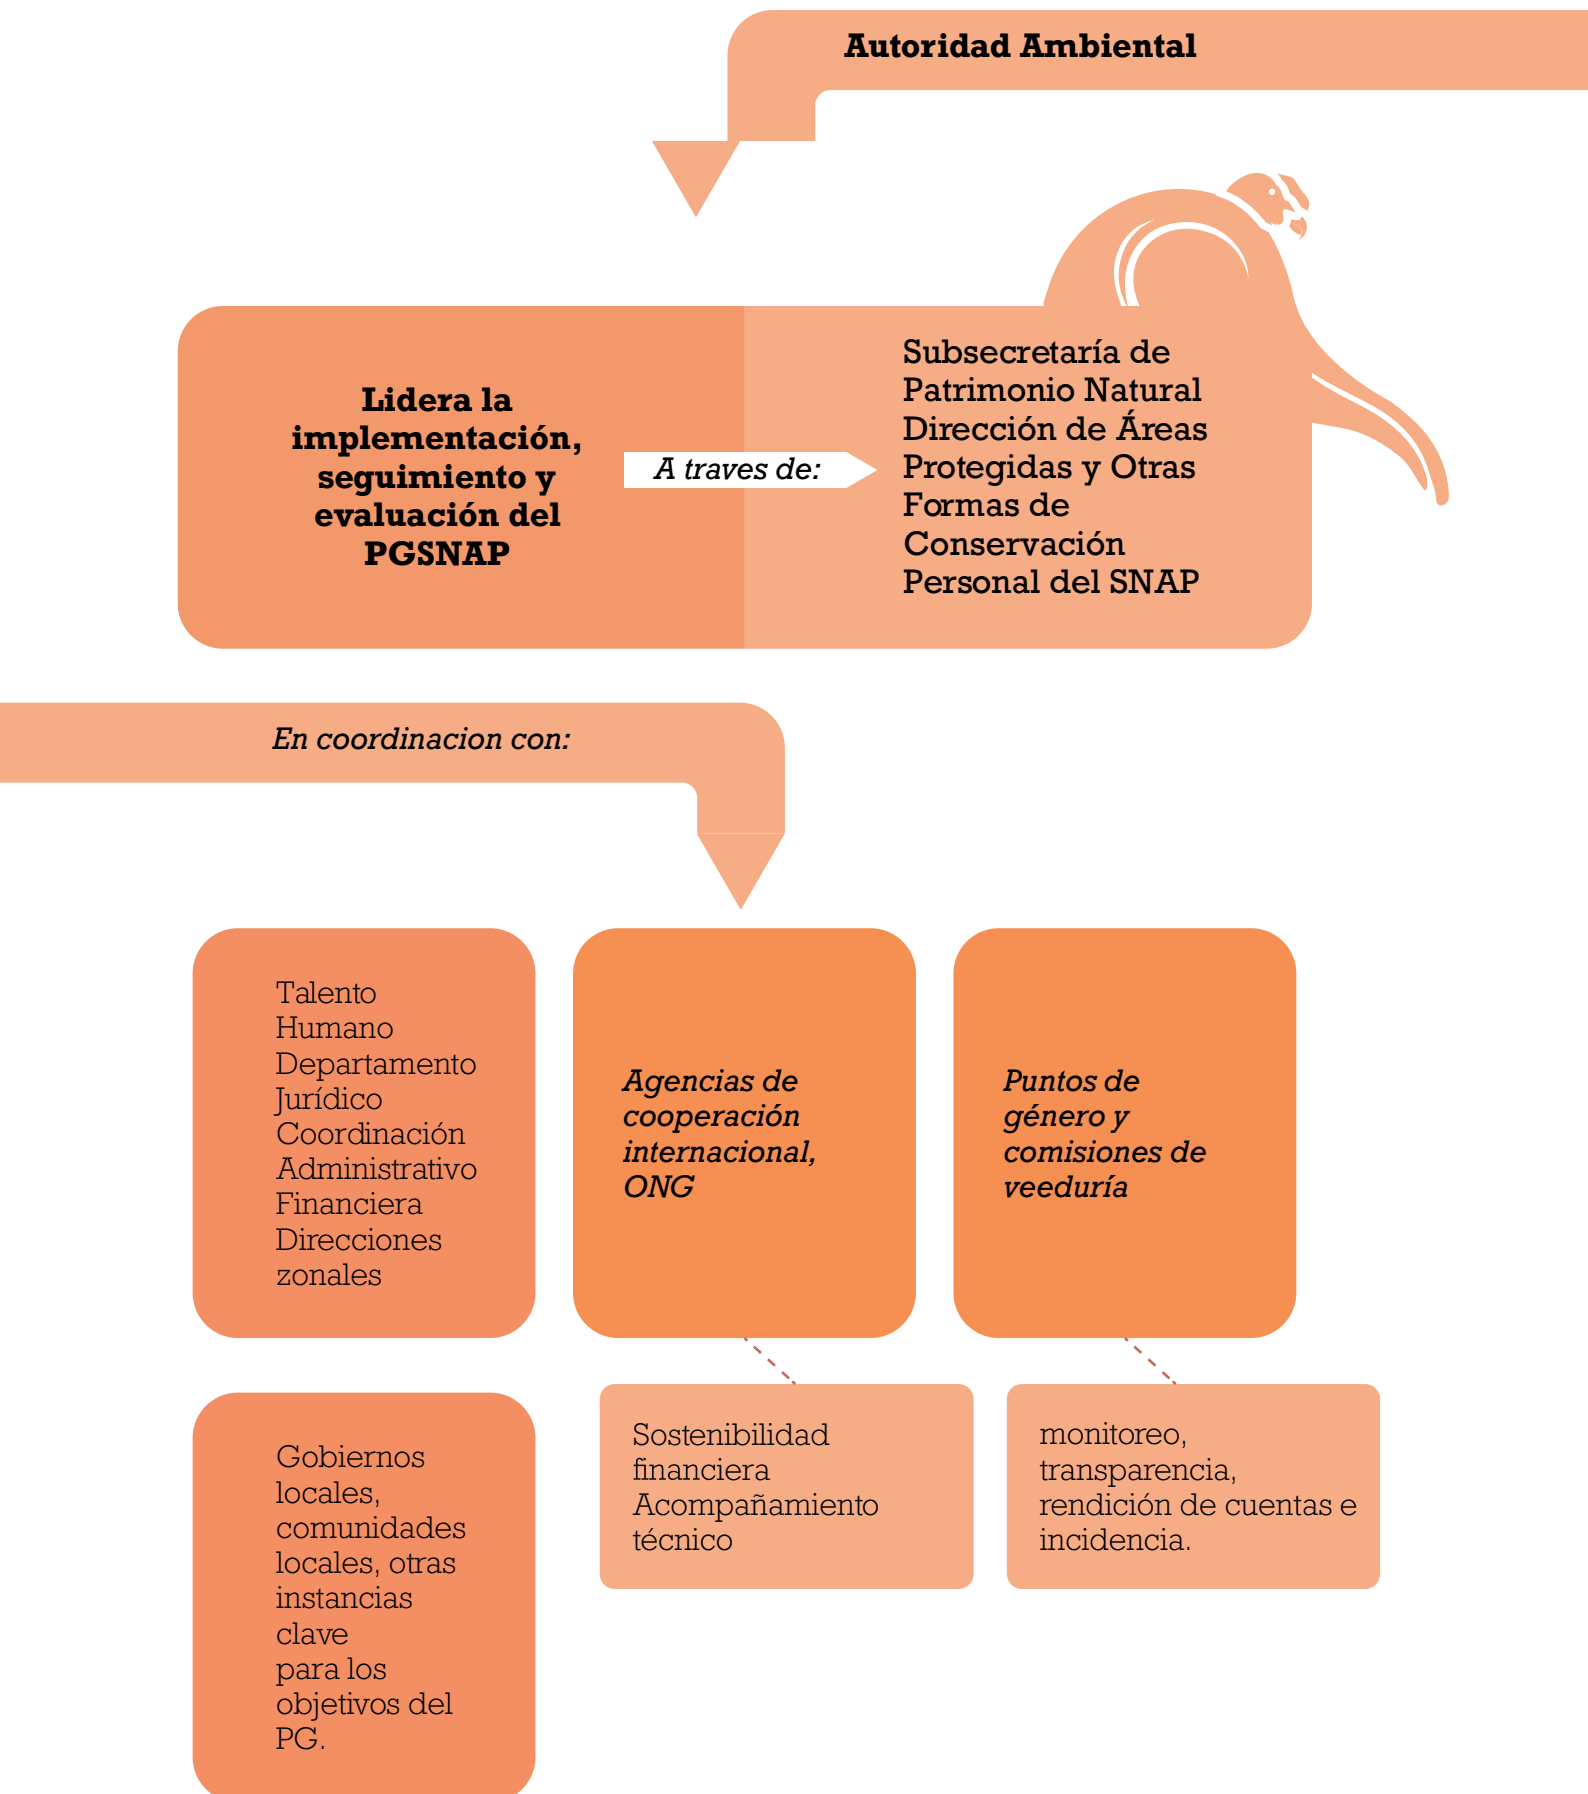 Autoridad Ambiental
Lidera la
implementación,
seguimiento y
evaluación del
PGSNAP
A traves de:
Subsecretaría de
Patrimonio Natural
Dirección de Áreas
Protegidas y Otras
Formas de
Conservación
Personal del SNAP
En coordinacion con:
Talento
Humano
Departamento
Jurídico
Coordinación
Administrativo
Financiera
Direcciones
zonales
Agencias de
cooperación
internacional,
ONG
Puntos de
género y
comisiones de
veeduría
Gobiernos
locales,
comunidades
locales, otras
instancias
clave
para los
objetivos del
PG.
Sostenibilidad
financiera
Acompañamiento
técnico
monitoreo,
transparencia,
rendición de cuentas e
incidencia.